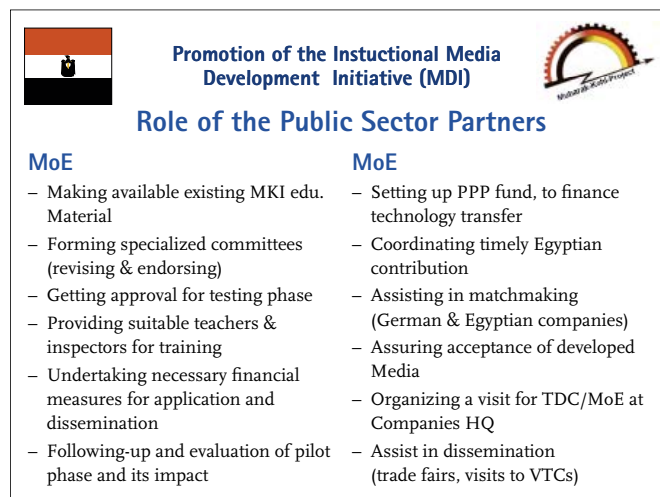 Promotion of the Instuctional Media
Development Initiative (MDI)
Mubarak-Kohl-Project
Role of the Public Sector Partners
MoE
– Making available existing MKI edu.
Material
– Forming specialized committees
(revising & endorsing)
– Getting approval for testing phase
– Providing suitable teachers &
inspectors for training
– Undertaking necessary financial
measures for application and
dissemination
– Following-up and evaluation of pilot
phase and its impact
MoE
– Setting up PPP fund, to finance
technology transfer
– Coordinating timely Egyptian
contribution
– Assisting in matchmaking
(German & Egyptian companies)
– Assuring acceptance of developed
Media
– Organizing a visit for TDC/MoE at
Companies HQ
– Assist in dissemination
(trade fairs, visits to VTCs)